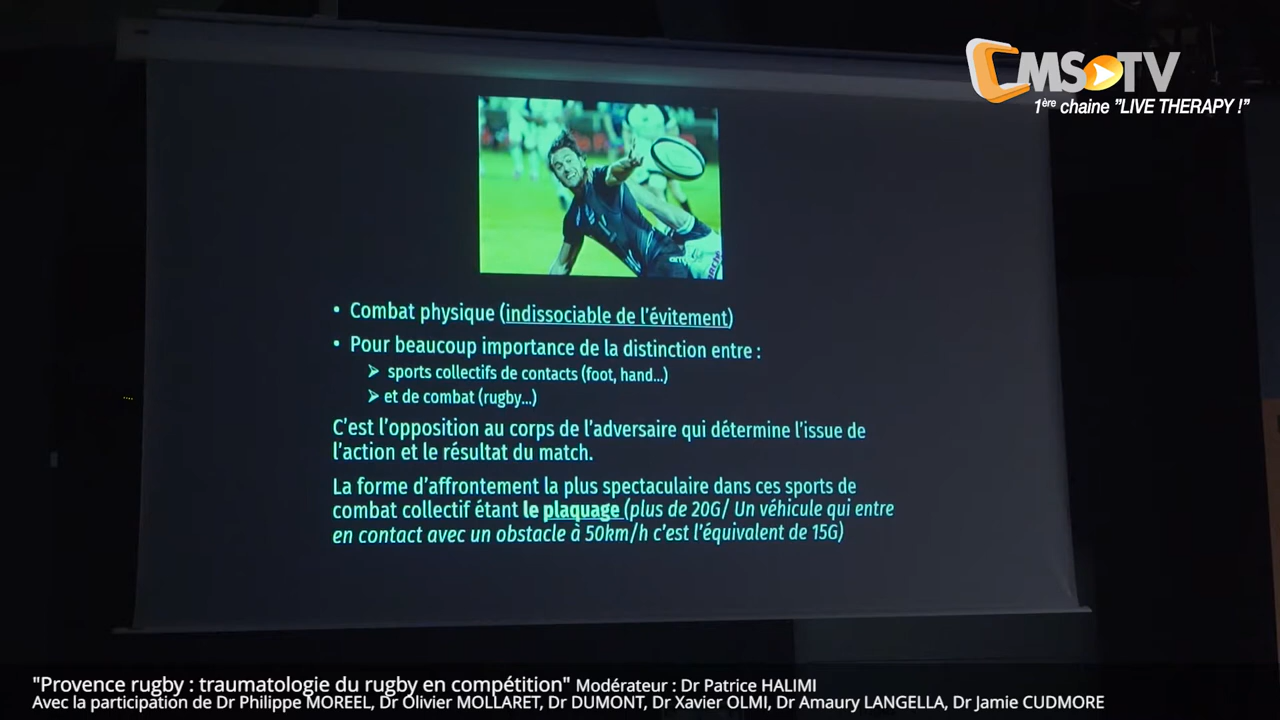 CMS TV
1ère chaine "LIVE THERAPY !"
• Combat physique (indissociable de l'évitement)
• Pour beaucoup importance de la distinction entre :
➢ sports collectifs de contacts (foot, hand...)
➢ et de combat (rugby...)
C'est l'opposition au corps de l'adversaire qui détermine l'issue de
l'action et le résultat du match.
La forme d'affrontement la plus spectaculaire dans ces sports de
combat collectif étant le plaquage (plus de 20G/ Un véhicule qui entre
en contact avec un obstacle à 50km/h c'est l'équivalent de 15G)
"Provence rugby : traumatologie du rugby en compétition" Modérateur : Dr Patrice HALIMI
Avec la participation de Dr Philippe MOREEL, Dr Olivier MOLLARET, Dr DUMONT, Dr Xavier OLMI, Dr Amaury LANGELLA, Dr Jamie CUDMORE